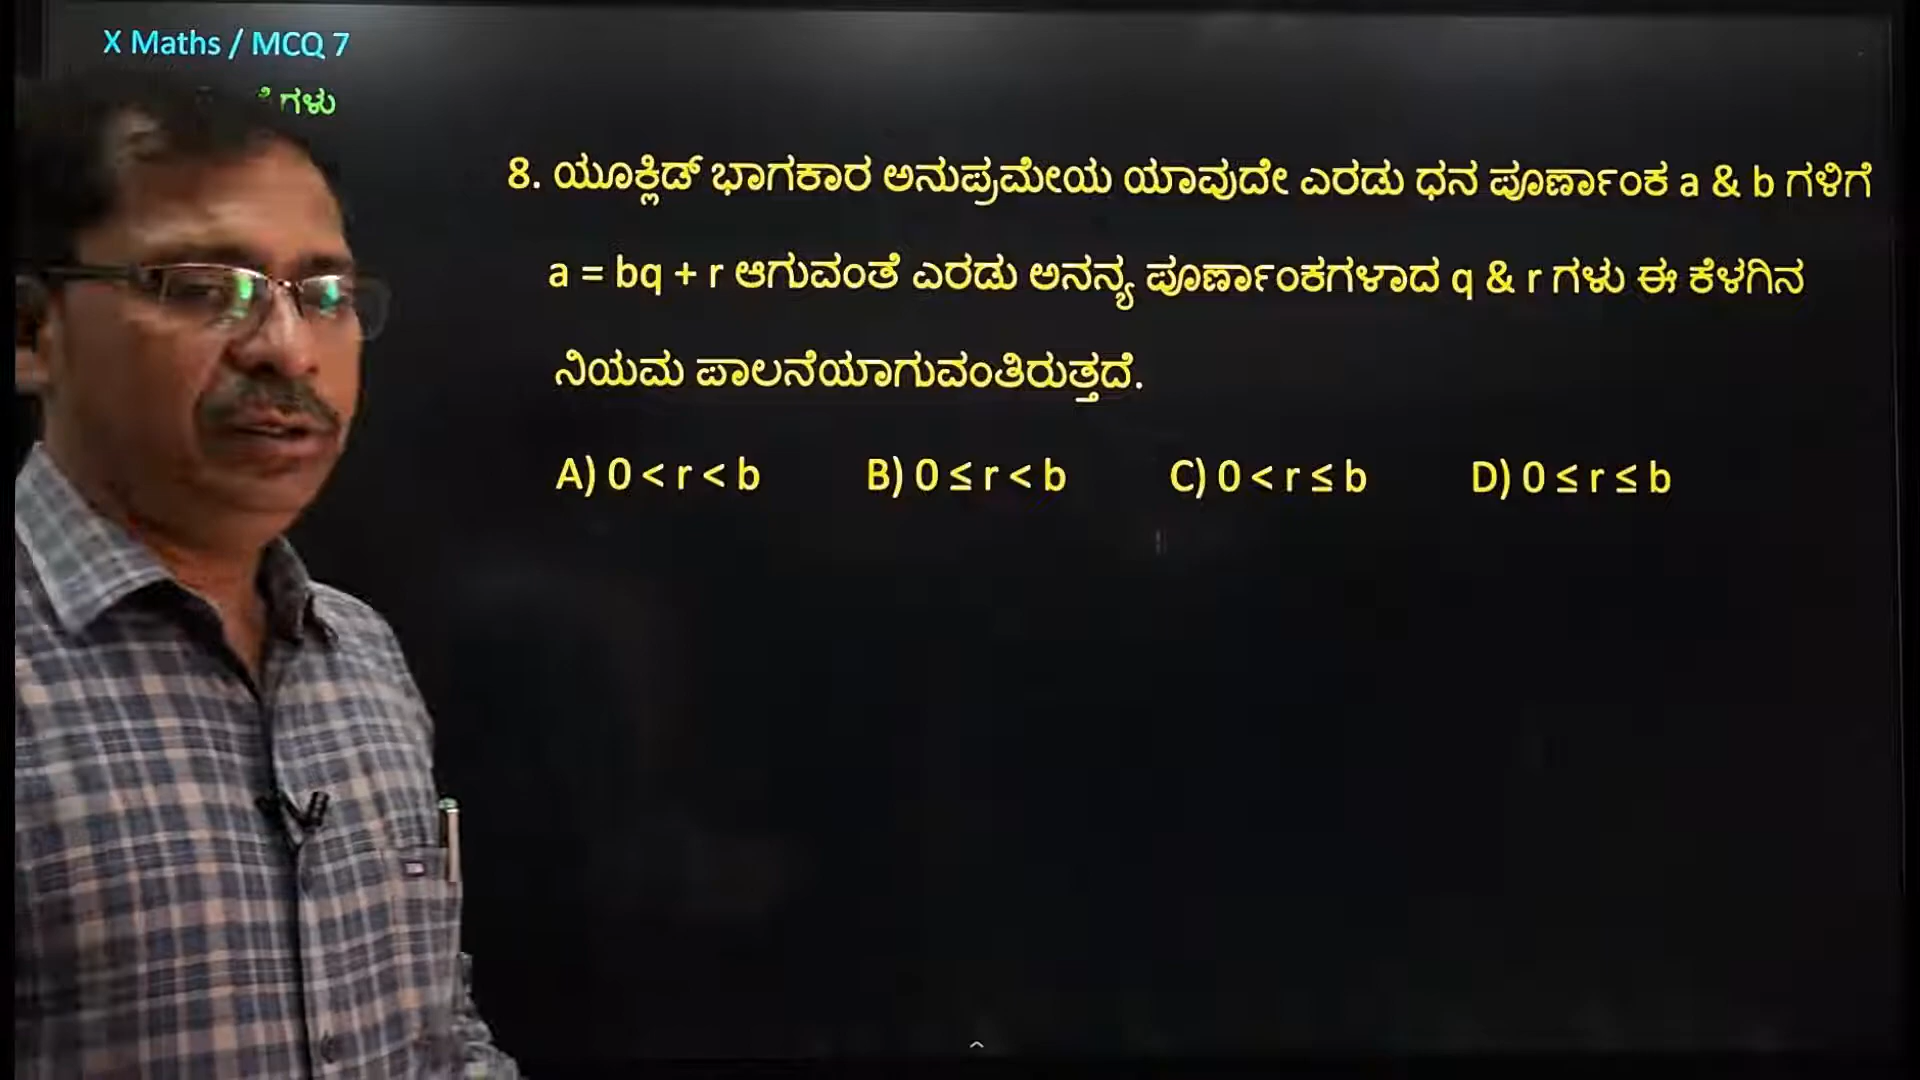 X Maths / MCQ 7
ಗಳು
8. ಯೂಕ್ಲಿಡ್ ಭಾಗಕಾರ ಅನುಪ್ರಮೇಯ ಯಾವುದೇ ಎರಡು ಧನ ಪೂರ್ಣಾಂಕ a & b ಗಳಿಗೆ
a = bq + r ಆಗುವಂತೆ ಎರಡು ಅನನ್ಯ ಪೂರ್ಣಾಂಕಗಳಾದ q & r ಗಳು ಈ ಕೆಳಗಿನ
ನಿಯಮ ಪಾಲನೆಯಾಗುವಂತಿರುತ್ತದೆ.
A) 0 < r < b B) 0 ≤ r < b C) 0 < r ≤ b D) 0 ≤ r ≤ b